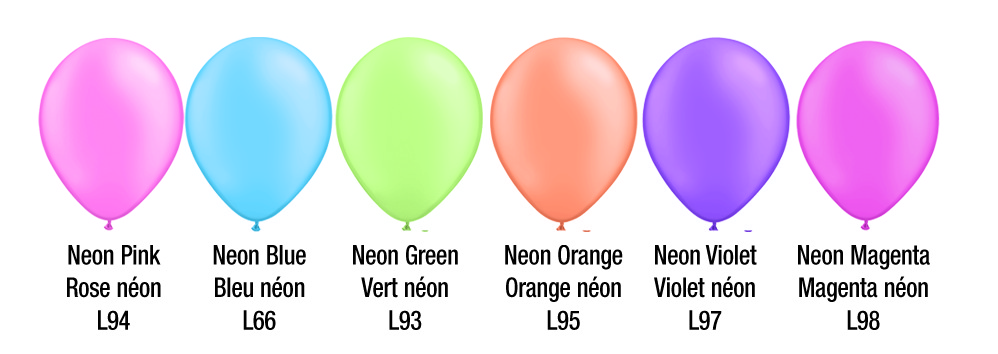 Neon Pink
Rose néon
L94
Neon Blue
Bleu néon
L66
Neon Green
Vert néon
L93
Neon Orange
Orange néon
L95
Neon Violet
Violet néon
L97
Neon Magenta
Magenta néon
L98